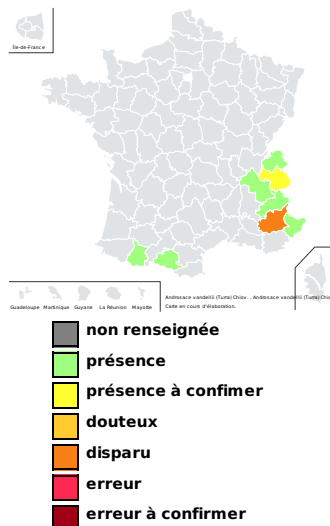 Île-de-France
Guadeloupe Martinique Guyane La Réunion Mayotte
Androsace vandellii (Turra) Chiov. , Androsace vandellii (Turra) Chiov
Carte en cours d'élaboration.
non renseignée
présence
présence à confimer
douteux
disparu
erreur
erreur à confirmer